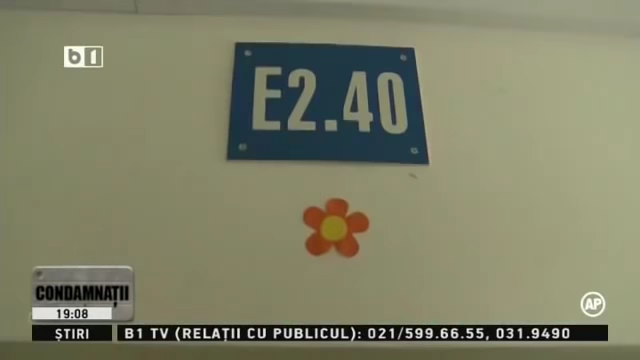 b1
E2.40
CONDAMNAȚII
19:08
AP
ȘTIRI
B1 TV (RELAȚII CU PUBLICUL): 021/599.66.55, 031.9490